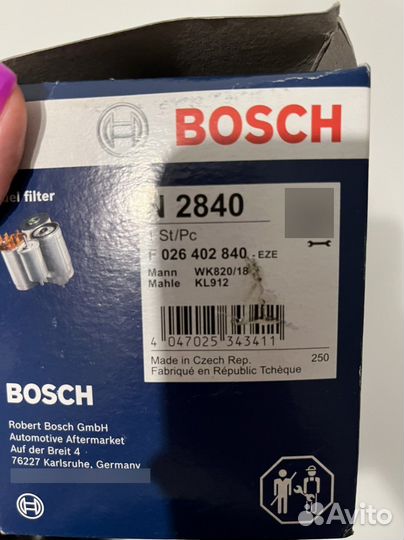 BOSCH
fuel filter
N 2840
1 St/Pc
F 026 402 840 - EZE
Mann WK820/18
Mahle KL912
4 047025 343411
Made in Czech Rep. 250
Fabriqué en République Tchèque
BOSCH
Robert Bosch GmbH
Automotive Aftermarket
Auf der Breit 4
76227 Karlsruhe, Germany
Avito